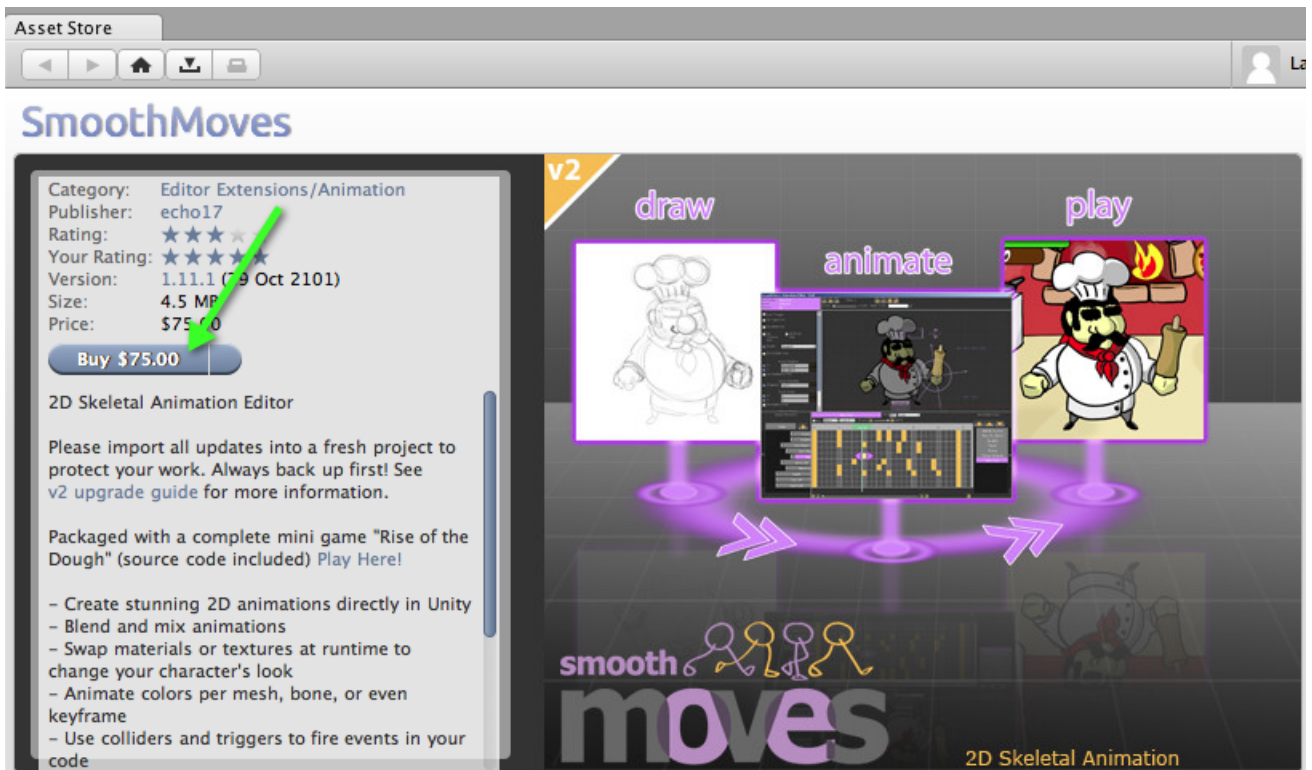 Asset Store
La
SmoothMoves
Category: Editor Extensions/Animation
Publisher: echo17
Rating:
Your Rating:
Version: 1.11.1 (29 Oct 2101)
Size: 4.5 MB
Price: $75.00
Buy $75.00
2D Skeletal Animation Editor
Please import all updates into a fresh project to
protect your work. Always back up first! See
v2 upgrade guide for more information.
Packaged with a complete mini game "Rise of the
Dough" (source code included) Play Here!
– Create stunning 2D animations directly in Unity
– Blend and mix animations
– Swap materials or textures at runtime to
change your character's look
– Animate colors per mesh, bone, or even
keyframe
– Use colliders and triggers to fire events in your
code
v2
draw
animate
play
smooth
moves
2D Skeletal Animation